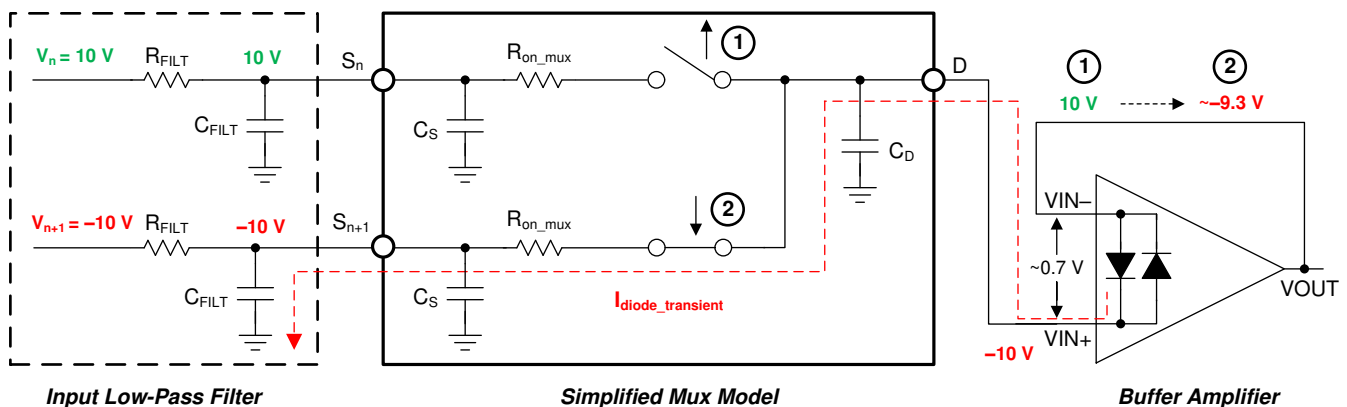 Vn = 10 V
RFILT
10 V
Sn
Ron_mux
1
D
1
2
10 V
~–9.3 V
CFILT
CS
CD
Vn+1 = –10 V
RFILT
–10 V
Sn+1
Ron_mux
2
VIN–
~0.7 V
VOUT
CFILT
CS
Idiode_transient
VIN+
–10 V
Input Low-Pass Filter
Simplified Mux Model
Buffer Amplifier